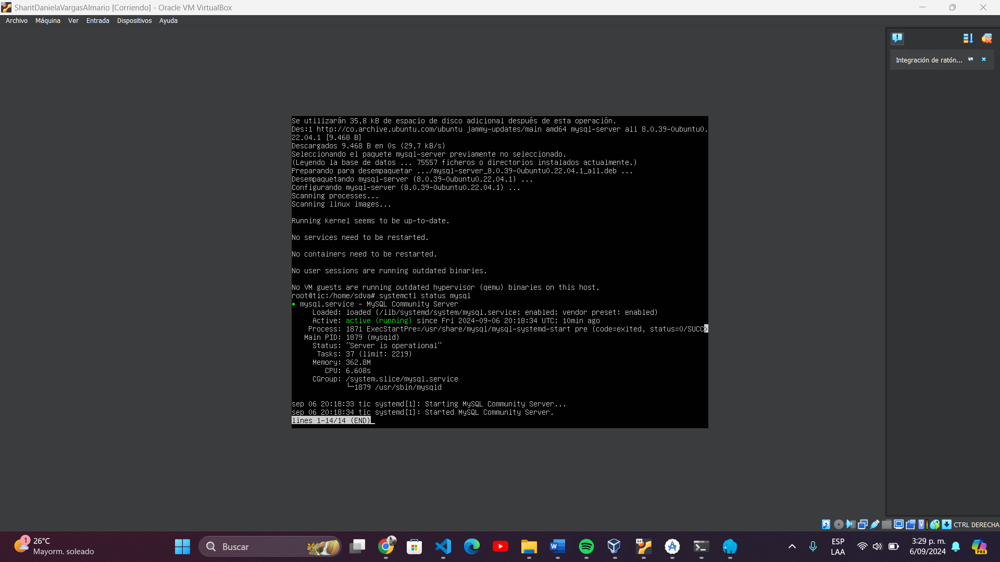 SharitDanielaVargasAlmario [Corriendo] - Oracle VM VirtualBox
Archivo Máquina Ver Entrada Dispositivos Ayuda
Integración de ratón...
Se utilizarán 35,8 kB de espacio de disco adicional después de esta operación.
Des:1 http://co.archive.ubuntu.com/ubuntu jammy-updates/main amd64 mysql-server all 8.0.39-0ubuntu0.
22.04.1 [9.468 B]
Descargados 9.468 B en 0s (29,7 kB/s)
Seleccionando el paquete mysql-server previamente no seleccionado.
(Leyendo la base de datos ... 75557 ficheros o directorios instalados actualmente.)
Preparando para desempaquetar .../mysql-server_8.0.39-0ubuntu0.22.04.1_all.deb ...
Desempaquetando mysql-server (8.0.39-0ubuntu0.22.04.1) ...
Configurando mysql-server (8.0.39-0ubuntu0.22.04.1) ...
Scanning processes...
Scanning linux images...
Running kernel seems to be up-to-date.
No services need to be restarted.
No containers need to be restarted.
No user sessions are running outdated binaries.
No VM guests are running outdated hypervisor (qemu) binaries on this host.
root@tic:/home/sdva# systemctl status mysql
● mysql.service - MySQL Community Server
Loaded: loaded (/lib/systemd/system/mysql.service; enabled; vendor preset: enabled)
Active: active (running) since Fri 2024-09-06 20:18:34 UTC; 10min ago
Process: 1871 ExecStartPre=/usr/share/mysql/mysql-systemd-start pre (code=exited, status=0/SUCC>
Main PID: 1879 (mysqld)
Status: "Server is operational"
Tasks: 37 (limit: 2219)
Memory: 362.8M
CPU: 6.608s
CGroup: /system.slice/mysql.service
└─1879 /usr/sbin/mysqld
sep 06 20:18:33 tic systemd[1]: Starting MySQL Community Server...
sep 06 20:18:34 tic systemd[1]: Started MySQL Community Server.
lines 1-14/14 (END)
CTRL DERECHA
1
26°C
Mayorm. soleado
Buscar
ESP
LAA
3:29 p. m.
6/09/2024
PRE